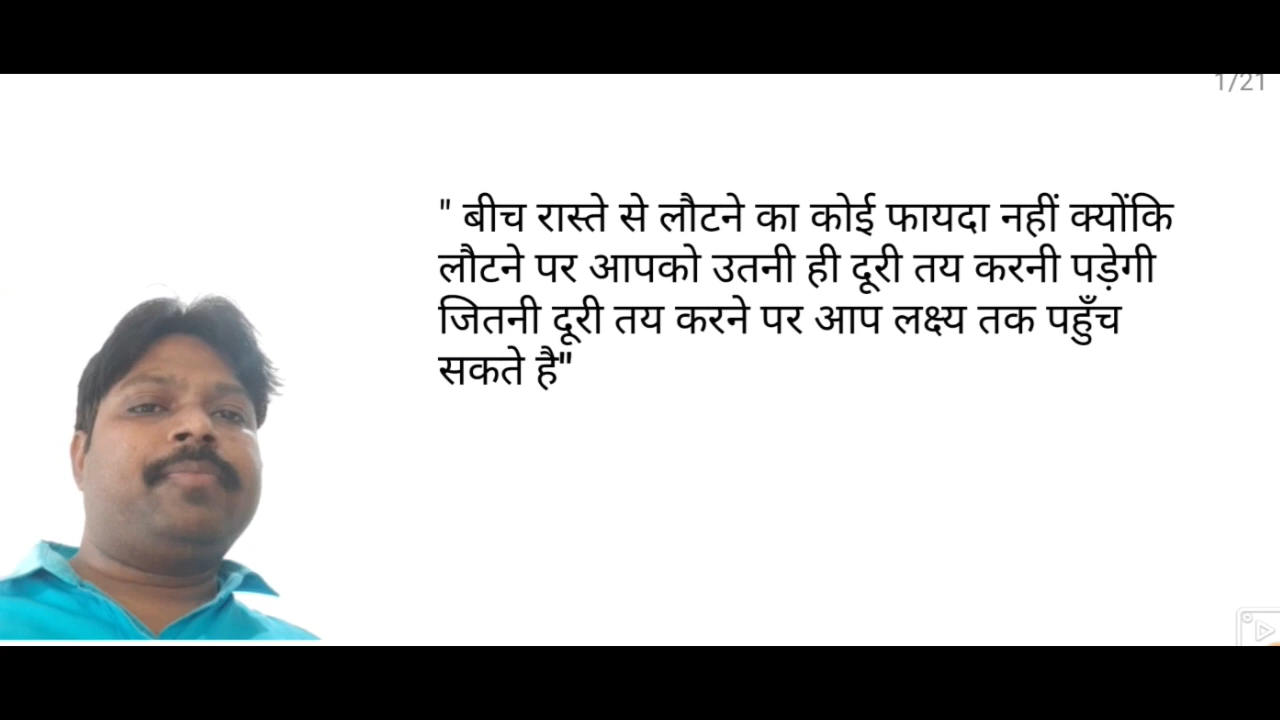 1/21
" बीच रास्ते से लौटने का कोई फायदा नहीं क्योंकि
लौटने पर आपको उतनी ही दूरी तय करनी पड़ेगी
जितनी दूरी तय करने पर आप लक्ष्य तक पहुँच
सकते है"